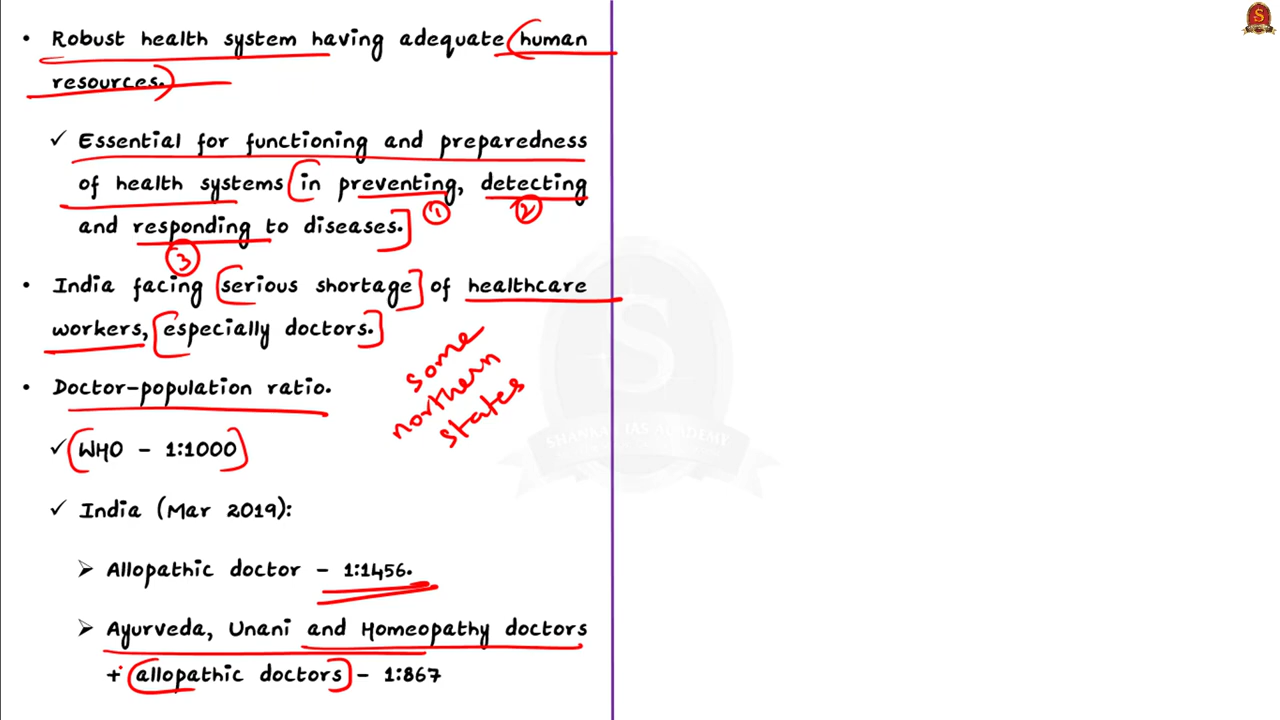 • Robust health system having adequate human
resources.
✓ Essential for functioning and preparedness
of health systems in preventing, detecting
and responding to diseases.
1
2
3
• India facing serious shortage of healthcare
workers, especially doctors.
some
northern
states
• Doctor-population ratio.
✓ WHO - 1:1000
✓ India (Mar 2019):
➢ Allopathic doctor - 1:1456.
➢ Ayurveda, Unani and Homeopathy doctors
+ allopathic doctors - 1:867
S
SHANKAR IAS ACADEMY